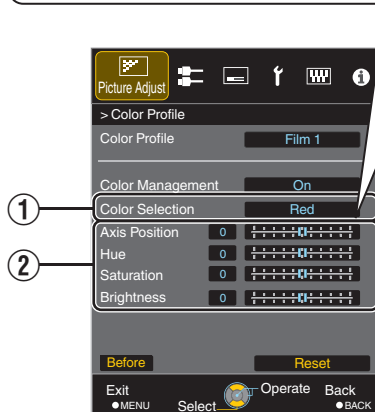 Picture Adjust
> Color Profile
Color Profile Film 1
Color Management On
① Color Selection Red
② Axis Position 0
Hue 0
Saturation 0
Brightness 0
Before Reset
Exit Operate Back
●MENU Select ●BACK